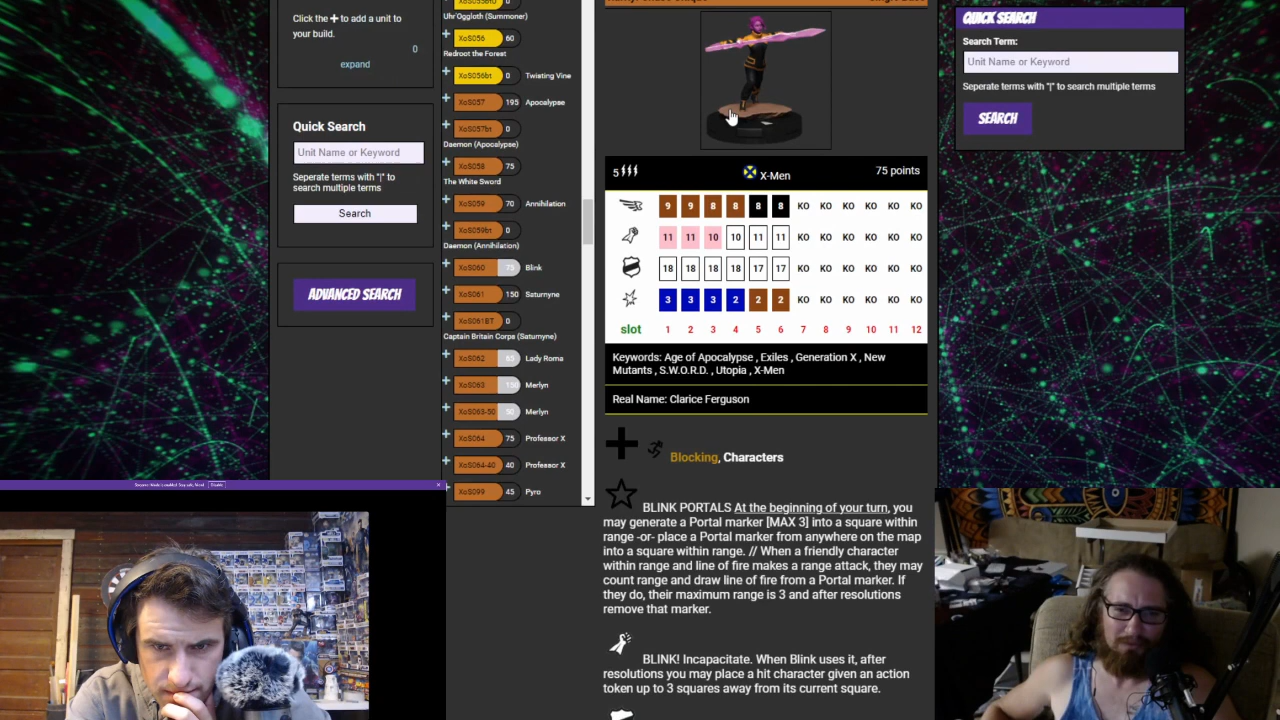 Click the + to add a unit to
your build.
0
expand
Quick Search
Unit Name or Keyword
Seperate terms with "|" to
search multiple terms
Search
ADVANCED SEARCH
Uhr'Oggloth (Summoner)
XoS056 60
Redroot the Forest
XoS056bt 0 Twisting Vine
XoS057 195 Apocalypse
XoS057bt 0
Daemon (Apocalypse)
XoS058 75
The White Sword
XoS059 70 Annihilation
XoS059bt 0
Daemon (Annihilation)
XoS060 75 Blink
XoS061 150 Saturnyne
XoS061BT 0
Captain Britain Corps (Saturnyne)
XoS062 65 Lady Roma
XoS063 150 Merlyn
XoS063-50 50 Merlyn
XoS064 75 Professor X
XoS064-40 40 Professor X
XoS099 45 Pyro
5 X-Men 75 points
9 9 8 8 8 8 KO KO KO KO KO KO
11 11 10 10 11 11 KO KO KO KO KO KO
18 18 18 18 17 17 KO KO KO KO KO KO
3 3 3 2 2 2 KO KO KO KO KO KO
slot 1 2 3 4 5 6 7 8 9 10 11 12
Keywords: Age of Apocalypse , Exiles , Generation X , New
Mutants , S.W.O.R.D. , Utopia , X-Men
Real Name: Clarice Ferguson
Blocking, Characters
BLINK PORTALS At the beginning of your turn, you
may generate a Portal marker [MAX 3] into a square within
range -or- place a Portal marker from anywhere on the map
into a square within range. // When a friendly character
within range and line of fire makes a range attack, they may
count range and draw line of fire from a Portal marker. If
they do, their maximum range is 3 and after resolutions
remove that marker.
BLINK! Incapacitate. When Blink uses it, after
resolutions you may place a hit character given an action
token up to 3 squares away from its current square.
QUICK SEARCH
Search Term:
Unit Name or Keyword
Seperate terms with "|" to search multiple terms
SEARCH